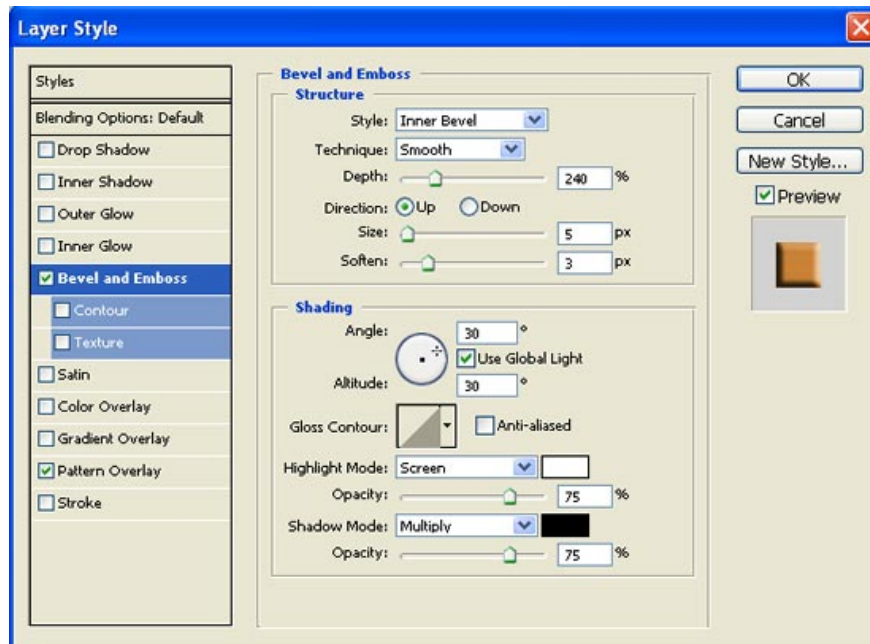 Layer Style
Styles
Blending Options: Default
Drop Shadow
Inner Shadow
Outer Glow
Inner Glow
Bevel and Emboss
Contour
Texture
Satin
Color Overlay
Gradient Overlay
Pattern Overlay
Stroke
Bevel and Emboss
Structure
Style: Inner Bevel
Technique: Smooth
Depth: 240 %
Direction: Up Down
Size: 5 px
Soften: 3 px
Shading
Angle: 30 °
Use Global Light
Altitude: 30 °
Gloss Contour: Anti-aliased
Highlight Mode: Screen
Opacity: 75 %
Shadow Mode: Multiply
Opacity: 75 %
OK
Cancel
New Style...
Preview